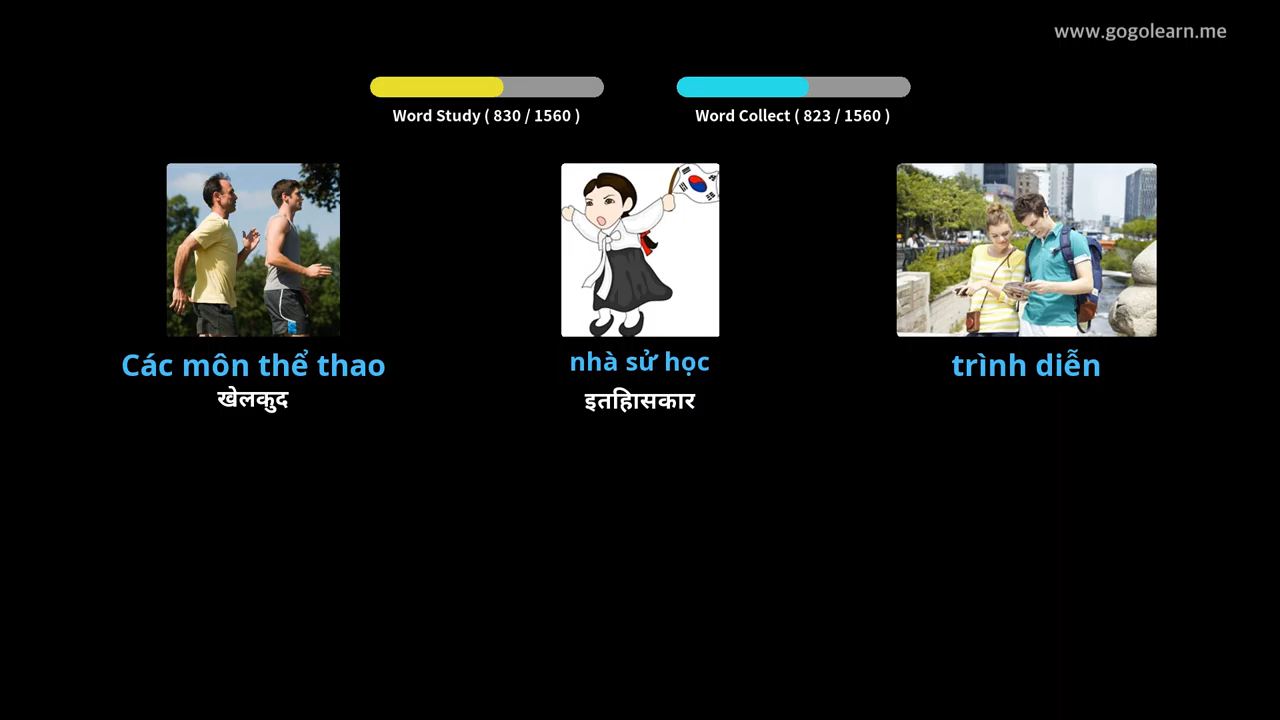 www.gogolearn.me
Word Study ( 830 / 1560 )
Word Collect ( 823 / 1560 )
Các môn thể thao
खेलकुद
nhà sử học
इतिहासकार
trình diễn